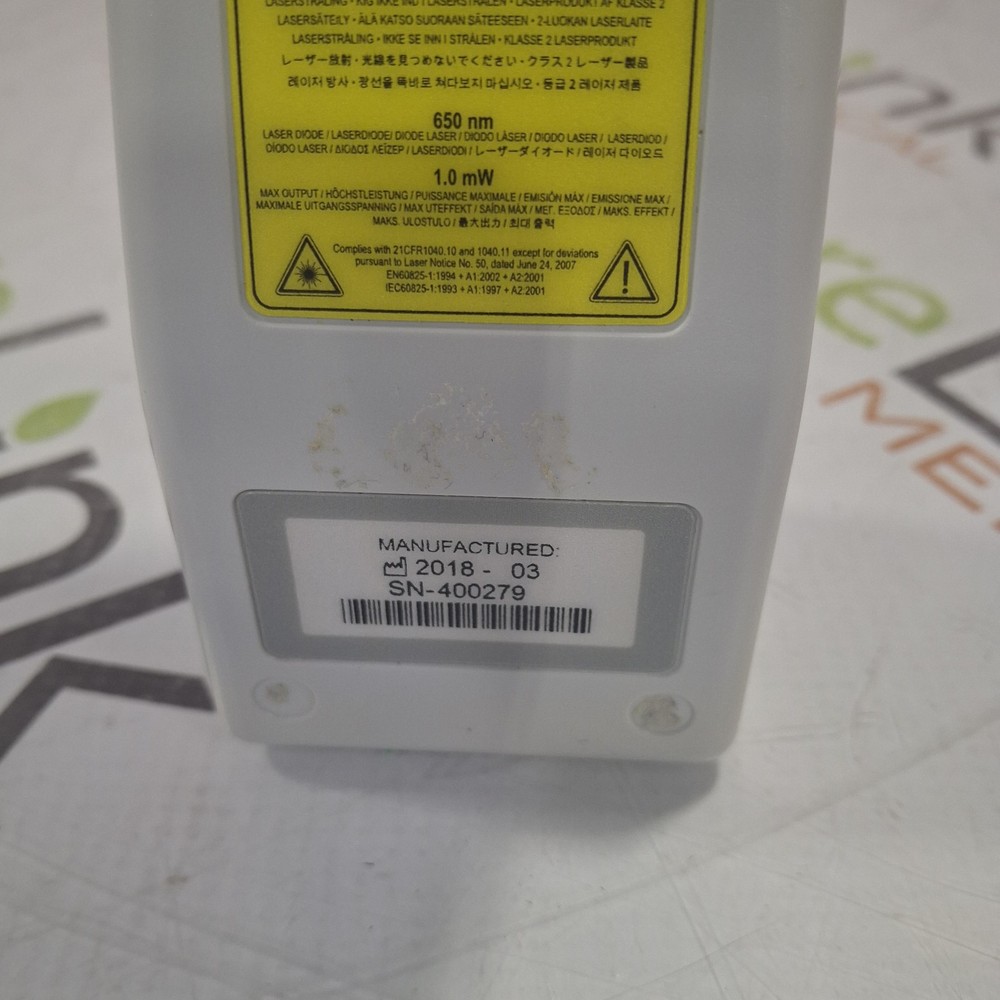 LASERSTRÅLING · KIG IKKE IND I LASERSTRÅLEN · LASERPRODUKT AF KLASSE 2
LASERSÄTEILY · ÄLÄ KATSO SUORAAN SÄTEESEEN · 2-LUOKAN LASERLAITE
LASERSTRÅLING · IKKE SE INN I STRÅLEN · KLASSE 2 LASERPRODUKT
レーザー放射・光線を見つめないでください・クラス2レーザー製品
레이저 방사 · 광선을 똑바로 쳐다보지 마십시오 · 등급 2 레이저 제품
650 nm
LASER DIODE / LASERDIODE/ DIODE LASER / DIODO LÁSER / DIODO LASER / LASERDIOD /
DÍODO LASER / ΔΙΟΔΟΣ ΛΕΪΖΕΡ / LASERDIODI / レーザーダイオード / 레이저 다이오드
1.0 mW
MAX OUTPUT / HÖCHSTLEISTUNG / PUISSANCE MAXIMALE / EMISIÓN MÁX / EMISSIONE MAX /
MAXIMALE UITGANGSSPANNING / MAX UTEFFEKT / SAÍDA MÁX / ΜΕΓ. ΕΞΟΔΟΣ / MAKS. EFFEKT /
MAKS. ULOSTULO / 最大出力 / 최대 출력
Complies with 21CFR1040.10 and 1040.11 except for deviations
pursuant to Laser Notice No. 50, dated June 24, 2007
EN60825-1:1994 + A1:2002 + A2:2001
IEC60825-1:1993 + A1:1997 + A2:2001
MANUFACTURED:
2018 - 03
SN-400279